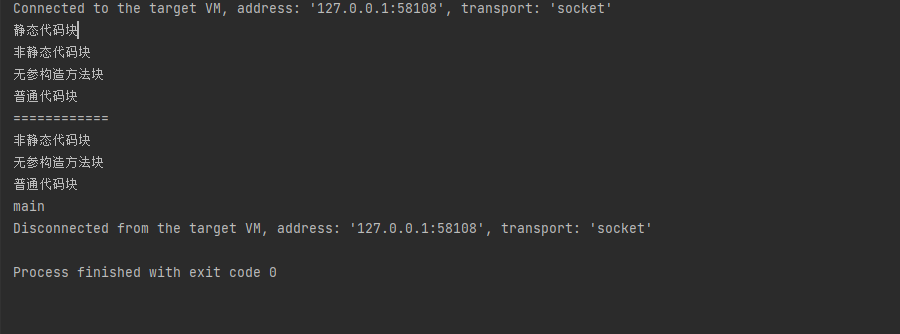 Connected to the target VM, address: '127.0.0.1:58108', transport: 'socket'
静态代码块
非静态代码块
无参构造方法块
普通代码块
============
非静态代码块
无参构造方法块
普通代码块
main
Disconnected from the target VM, address: '127.0.0.1:58108', transport: 'socket'
Process finished with exit code 0